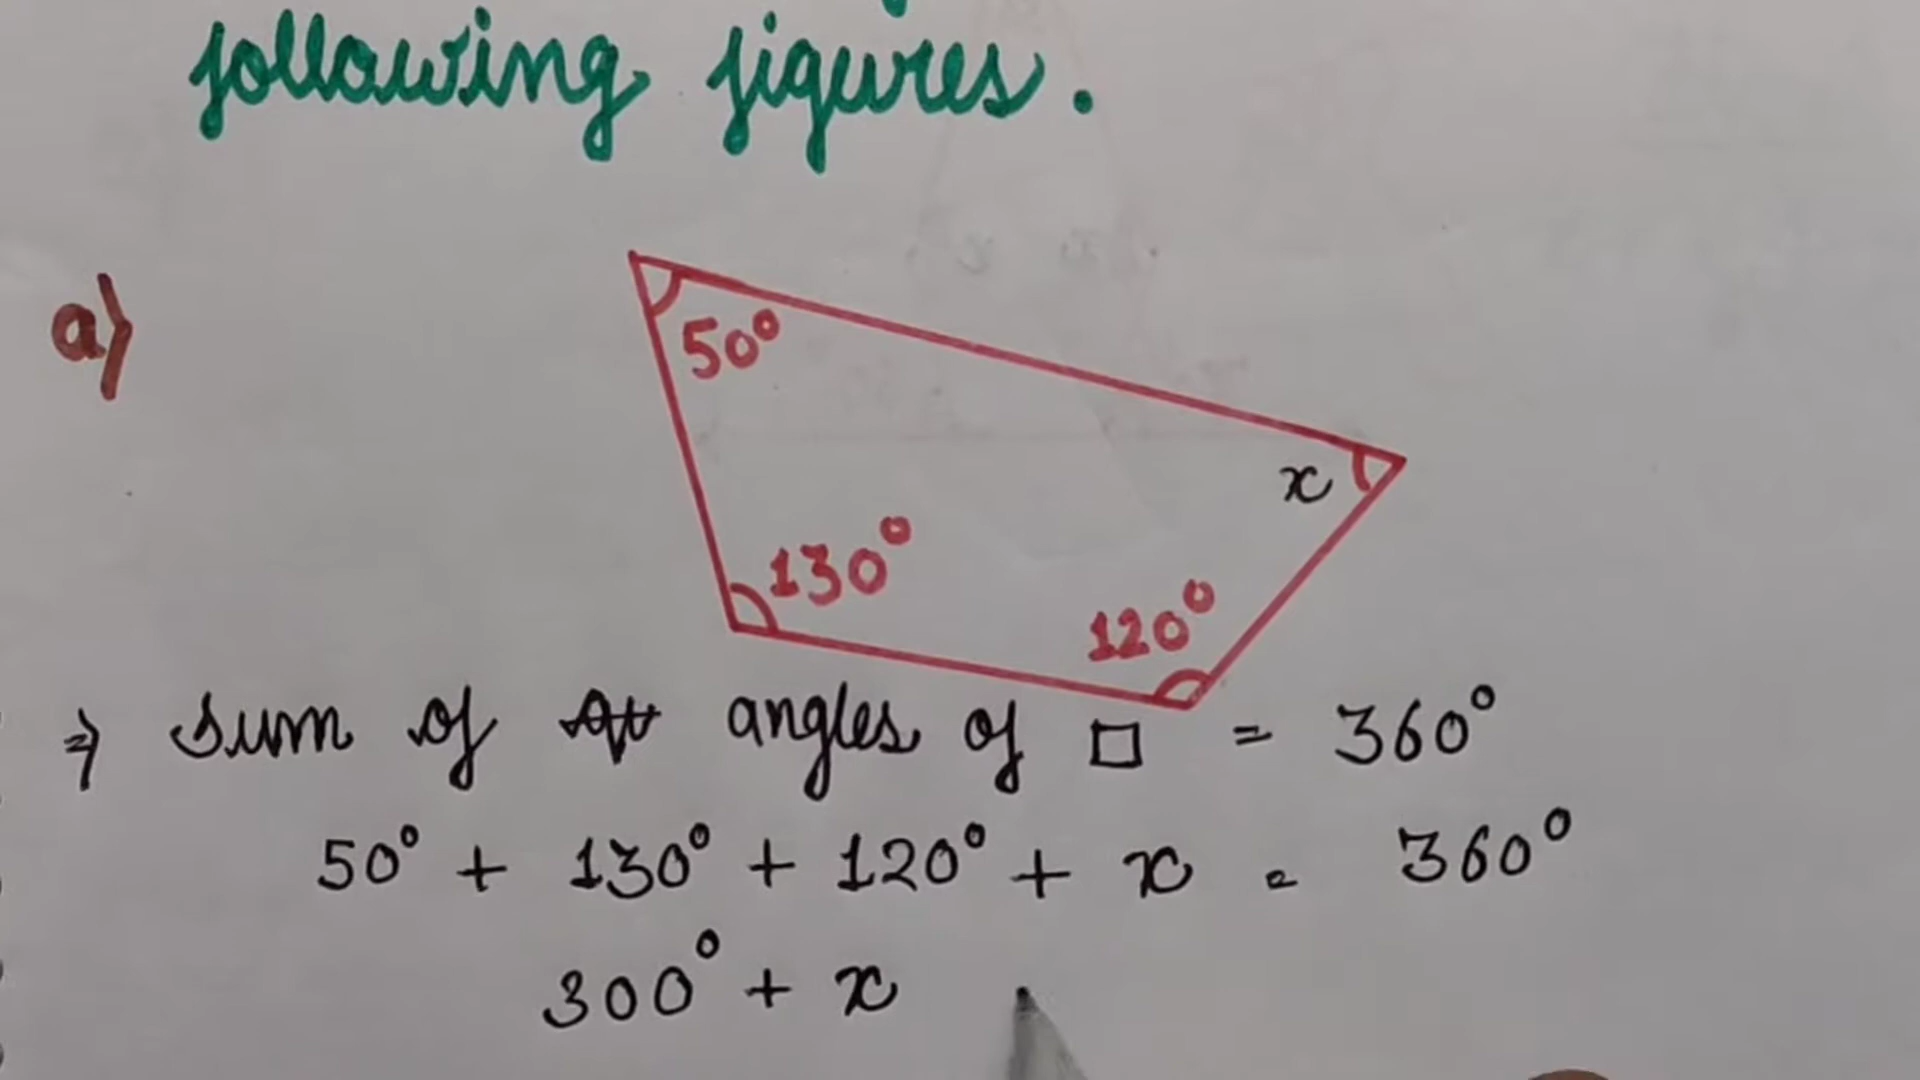 following figures.
a)
50°
x
130°
120°
⇒ Sum of angles of □ = 360°
50° + 130° + 120° + x = 360°
300° + x